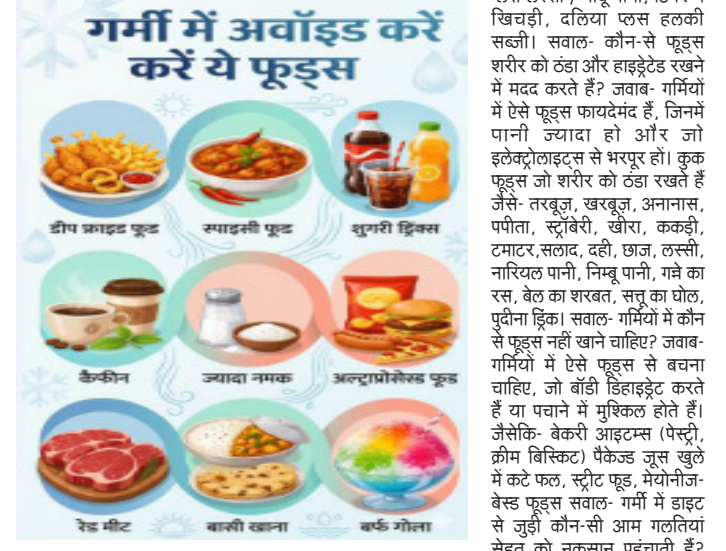 गर्मी में अवॉइड करें
करें ये फूड्स
डीप फ्राइड फूड
स्पाइसी फूड
शुगरी ड्रिंक्स
कैफीन
ज्यादा नमक
अल्ट्राप्रोसेस्ड फूड
रेड मीट
बासी खाना
बर्फ गोला
खिचड़ी, दलिया प्लस हलकी
सब्जी। सवाल- कौन-से फूड्स
शरीर को ठंडा और हाइड्रेटेड रखने
में मदद करते हैं? जवाब- गर्मियों
में ऐसे फूड्स फायदेमंद हैं, जिनमें
पानी ज्यादा हो और जो
इलेक्ट्रोलाइट्स से भरपूर हों। कुक
फूड्स जो शरीर को ठंडा रखते हैं
जैसे- तरबूज़, खरबूज़, अनानास,
पपीता, स्ट्रॉबेरी, खीरा, ककड़ी,
टमाटर,सलाद, दही, छाज, लस्सी,
नारियल पानी, निम्बू पानी, गन्ने का
रस, बेल का शरबत, सत्तू का घोल,
पुदीना ड्रिंक। सवाल- गर्मियों में कौन
से फूड्स नहीं खाने चाहिए? जवाब-
गर्मियों में ऐसे फूड्स से बचना
चाहिए, जो बॉडी डिहाइड्रेट करते
हैं या पचाने में मुश्किल होते हैं।
जैसेकि- बेकरी आइटम्स (पेस्ट्री,
क्रीम बिस्किट) पैकेज्ड जूस खुले
में कटे फल, स्ट्रीट फूड, मेयोनीज-
बेस्ड फूड्स सवाल- गर्मी में डाइट
से जुड़ी कौन-सी आम गलतियां
सेहत को नुकसान पहुंचाती हैं?